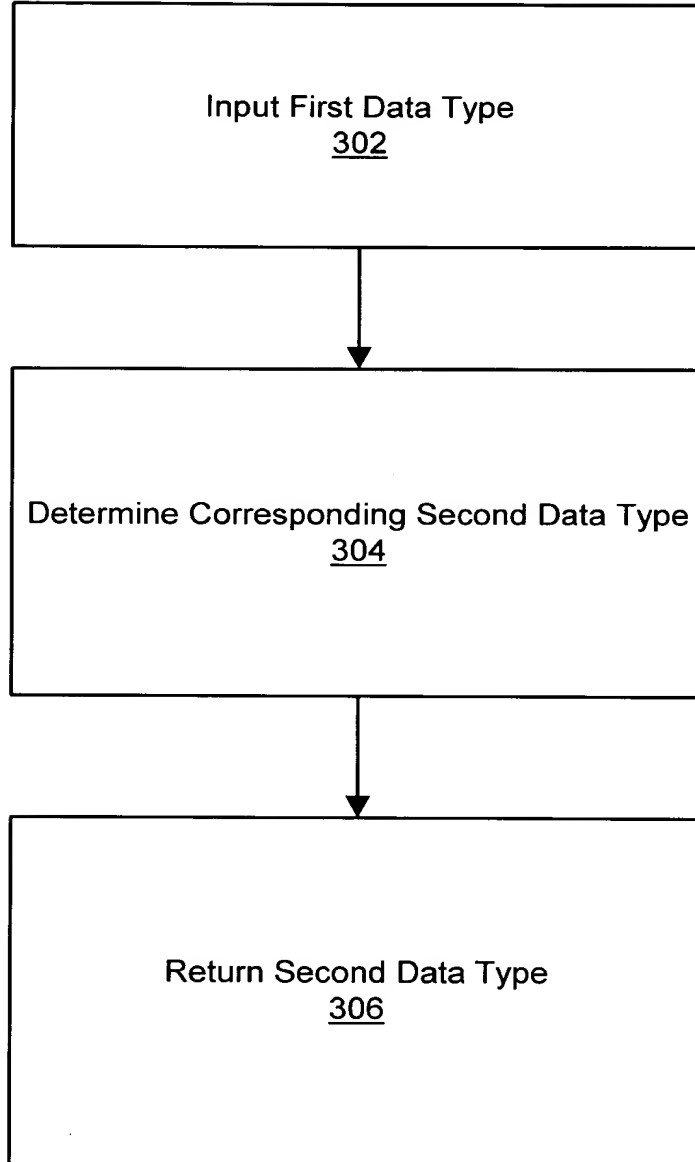 Input First Data Type
302
Determine Corresponding Second Data Type
304
Return Second Data Type
306